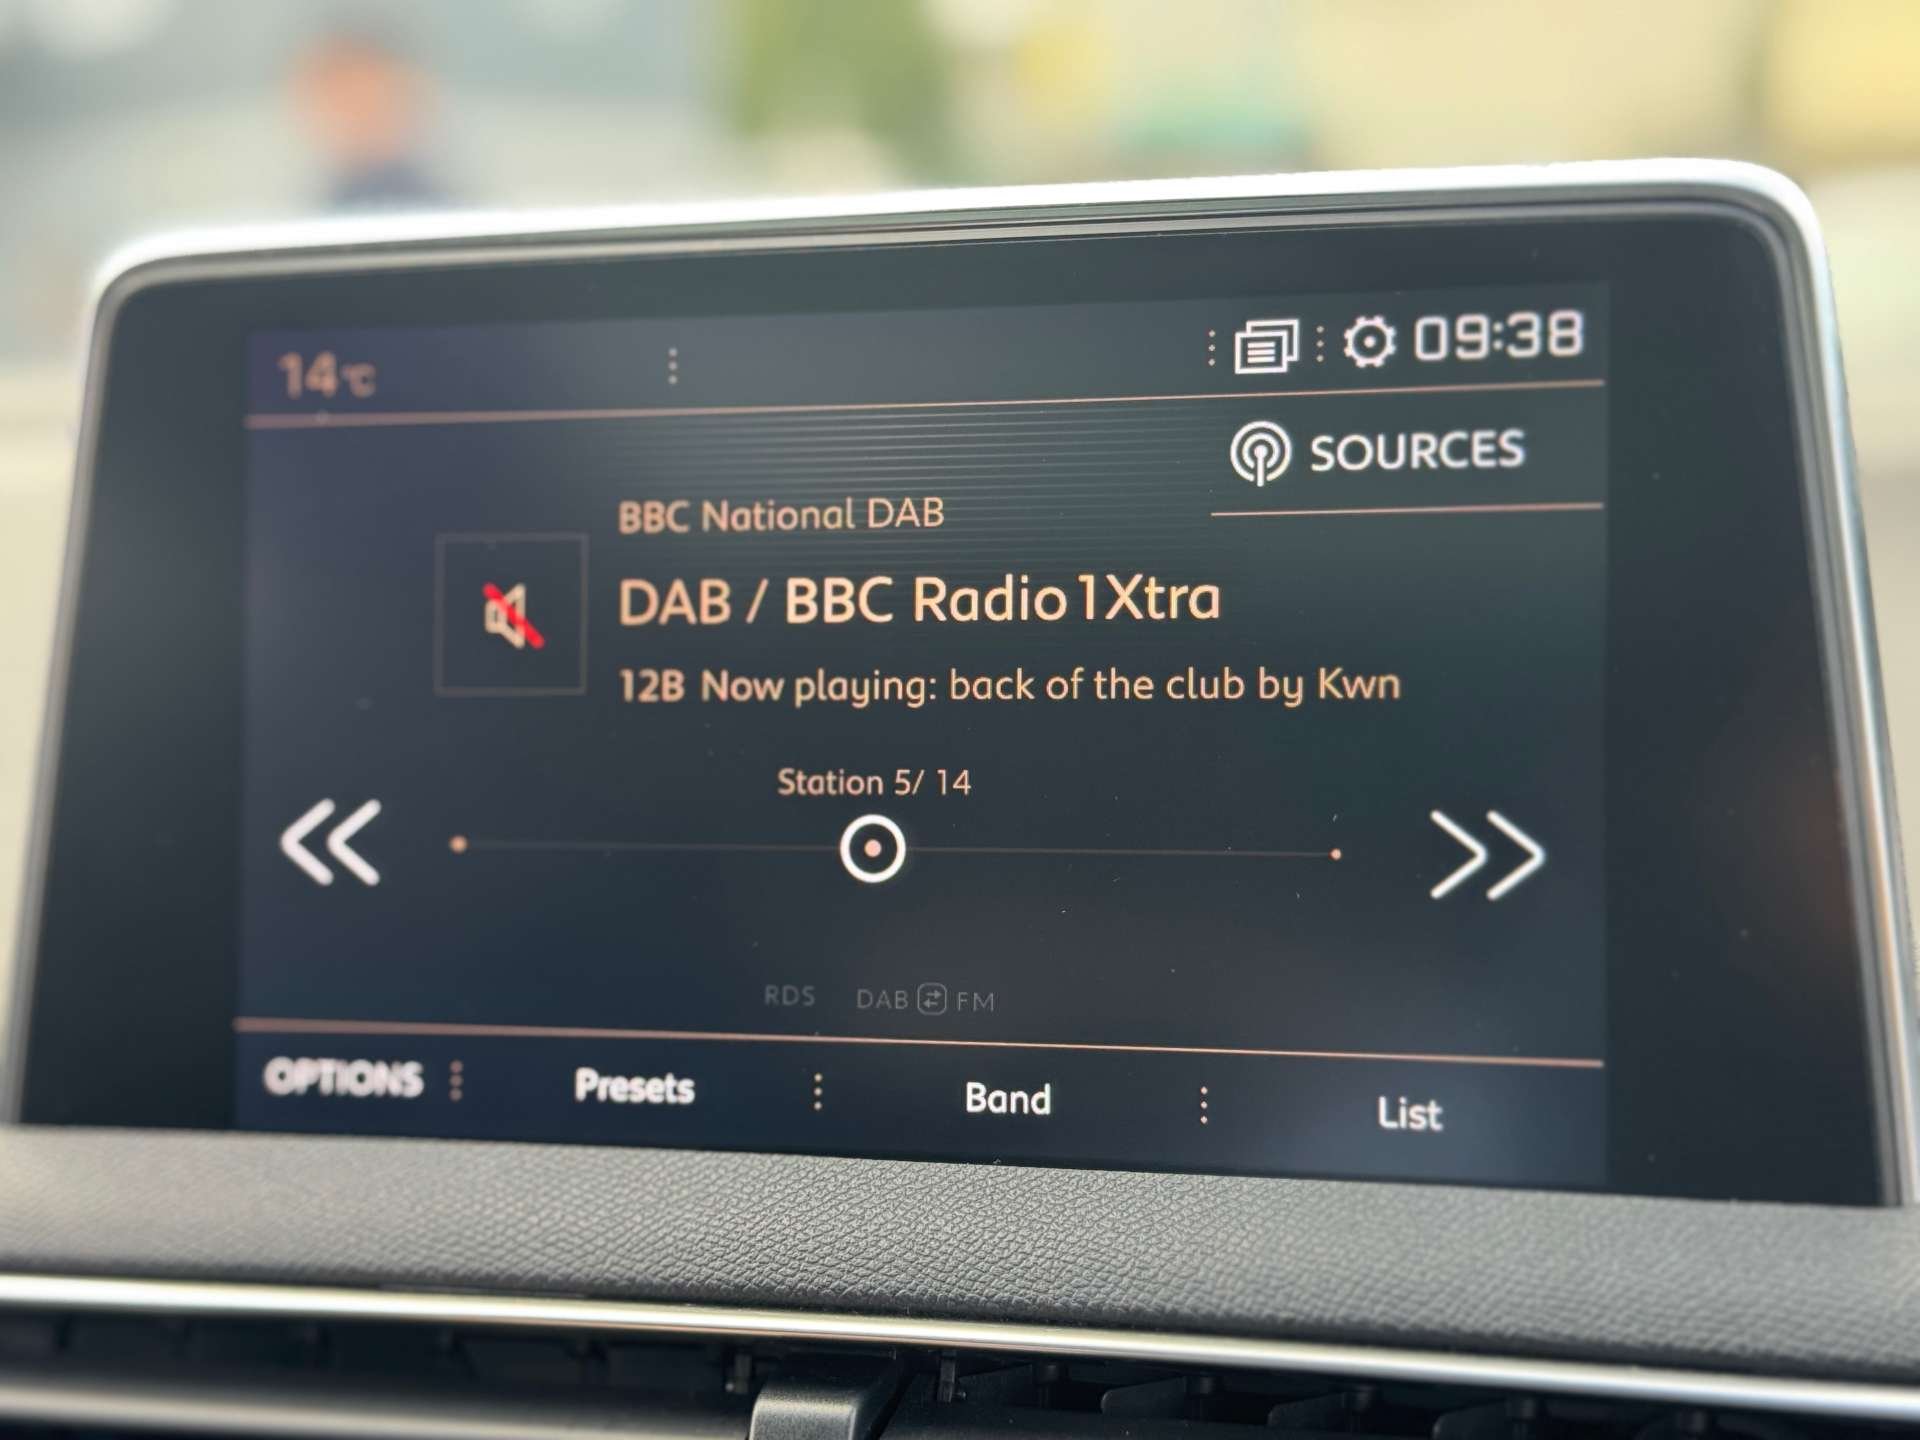 14°C
09:38
SOURCES
BBC National DAB
DAB / BBC Radio 1Xtra
12B Now playing: back of the club by Kwn
Station 5/ 14
RDS DAB FM
OPTIONS Presets Band List